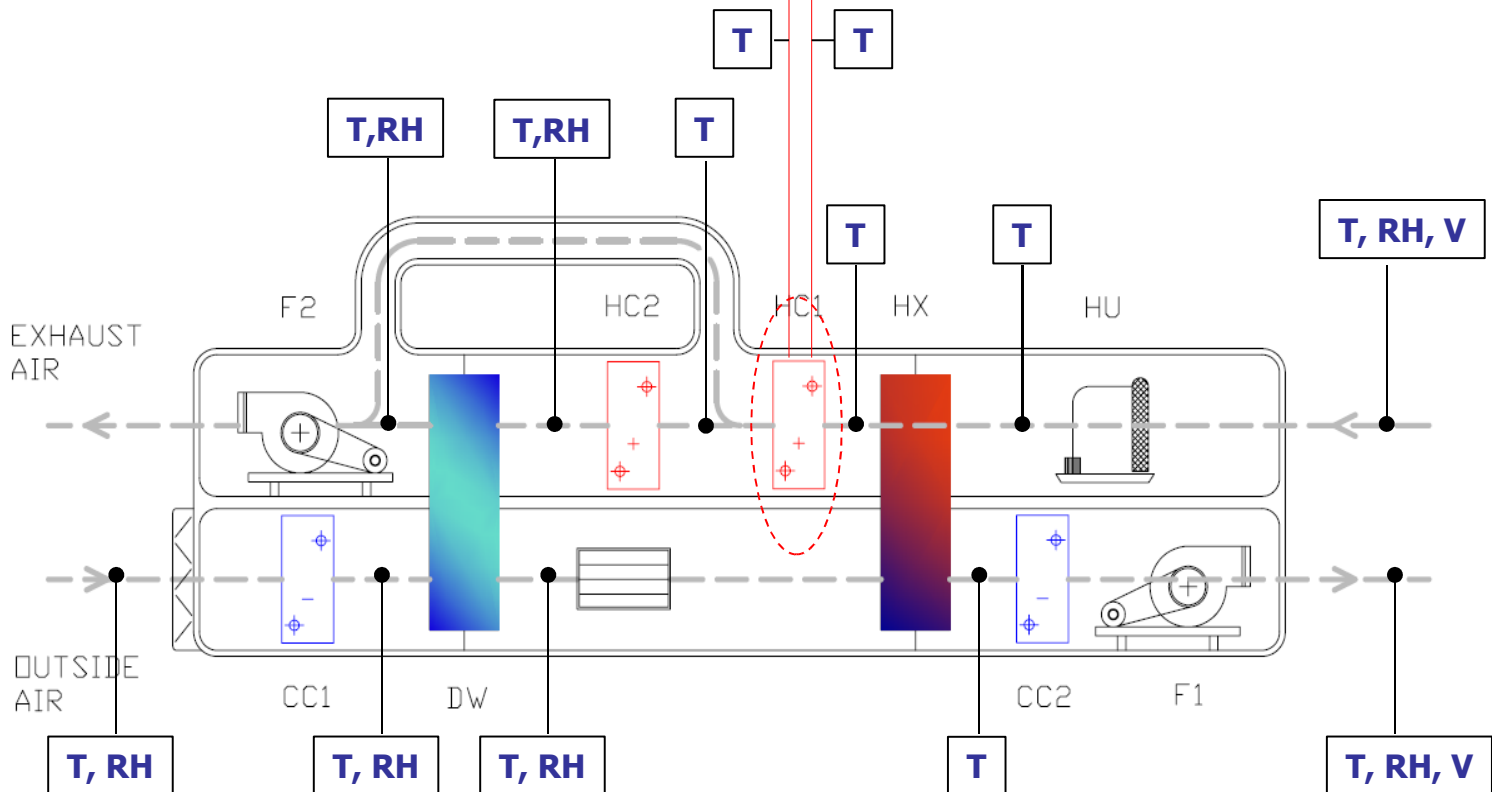 T
T
T,RH
T,RH
T
T
T
T, RH, V
F2
HC2
HC1
HX
HU
EXHAUST
AIR
OUTSIDE
AIR
CC1
DW
CC2
F1
T, RH
T, RH
T, RH
T
T, RH, V